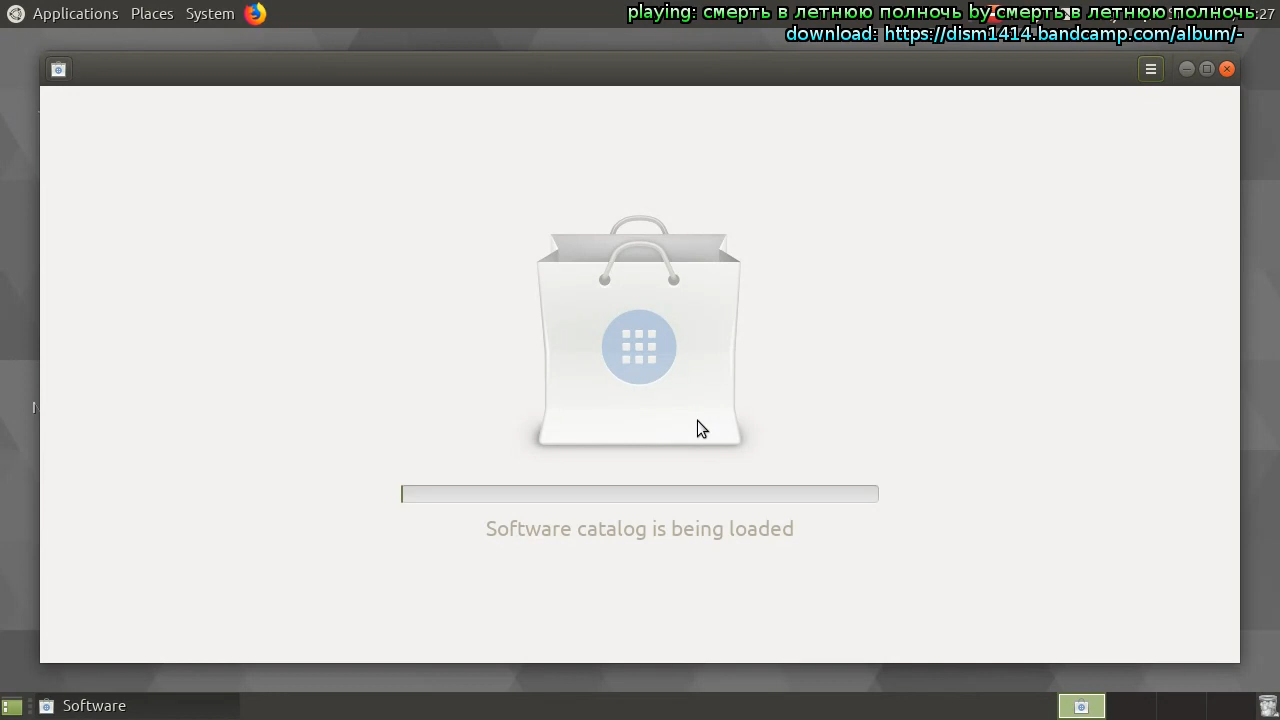 Applications Places System
playing: смерть в летнюю полночь by смерть в летнюю полночь
:27
download: https://dism1414.bandcamp.com/album/-
Software catalog is being loaded
Software